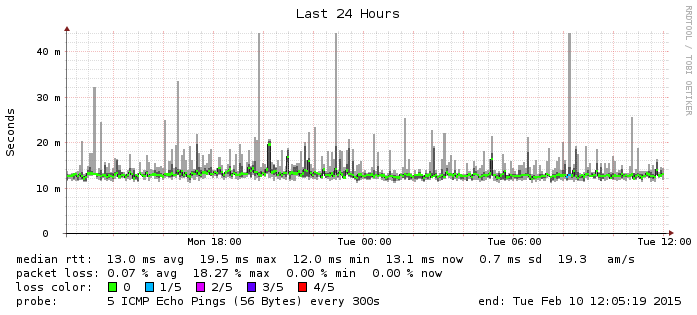 Last 24 Hours
RRDTOOL / TOBI OETIKER
Seconds
40 m
30 m
20 m
10 m
0
Mon 18:00 Tue 00:00 Tue 06:00 Tue 12:00
median rtt: 13.0 ms avg 19.5 ms max 12.0 ms min 13.1 ms now 0.7 ms sd 19.3 am/s
packet loss: 0.07 % avg 18.27 % max 0.00 % min 0.00 % now
loss color: 0 1/5 2/5 3/5 4/5
probe: 5 ICMP Echo Pings (56 Bytes) every 300s end: Tue Feb 10 12:05:19 2015